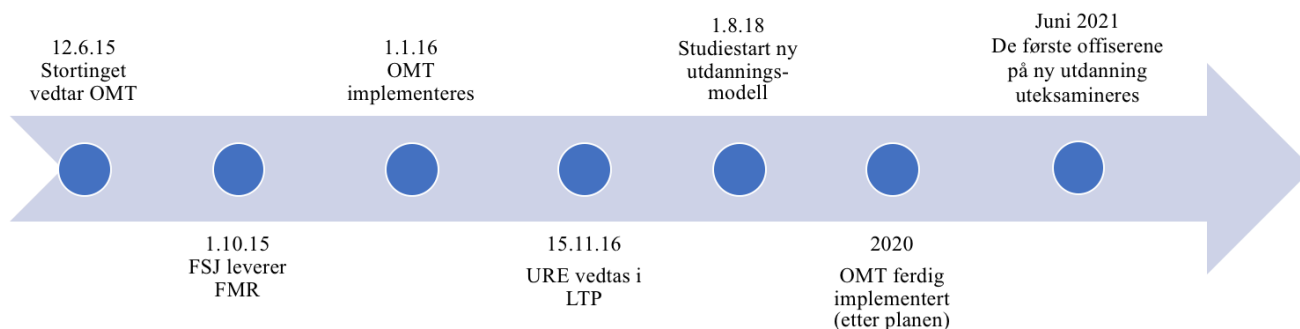 12.6.15
Stortinget
vedtar OMT
1.10.15
FSJ leverer
FMR
1.1.16
OMT
implementeres
15.11.16
URE vedtas i
LTP
1.8.18
Studiestart ny
utdannings-
modell
2020
OMT ferdig
implementert
(etter planen)
Juni 2021
De første offiserene
på ny utdanning
uteksamineres